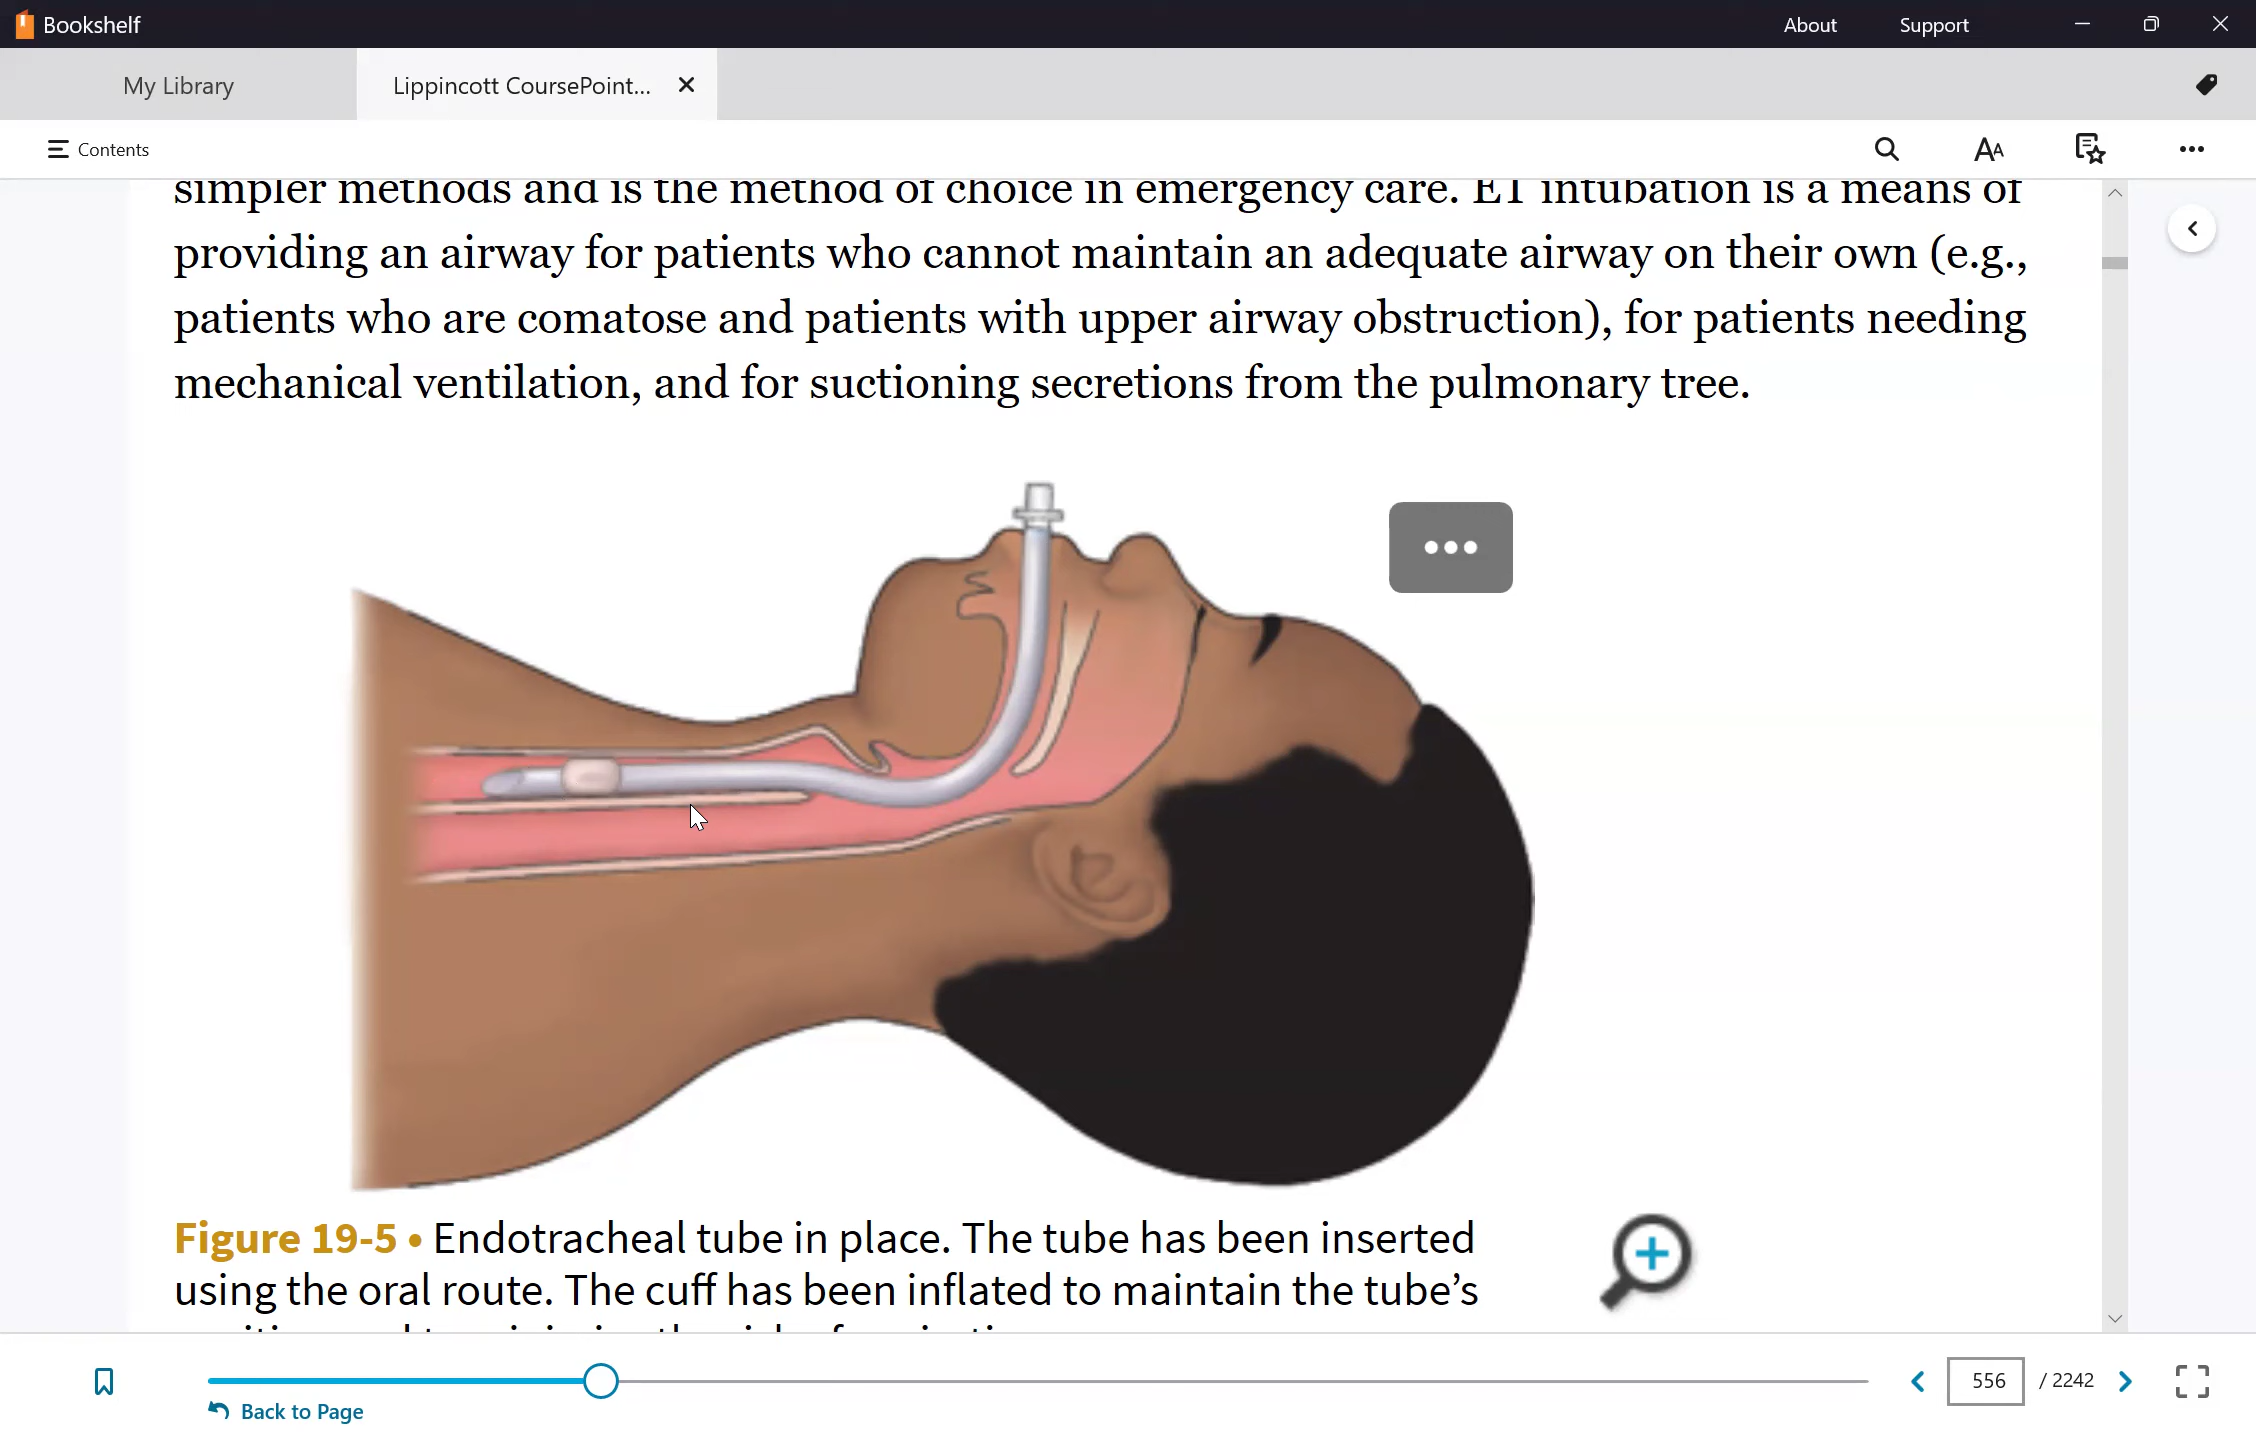 Bookshelf
About
Support
My Library
Lippincott CoursePoint...
Contents
simpler methods and is the method of choice in emergency care. ET intubation is a means of
providing an airway for patients who cannot maintain an adequate airway on their own (e.g.,
patients who are comatose and patients with upper airway obstruction), for patients needing
mechanical ventilation, and for suctioning secretions from the pulmonary tree.
Figure 19-5 • Endotracheal tube in place. The tube has been inserted
using the oral route. The cuff has been inflated to maintain the tube’s
556
/ 2242
Back to Page